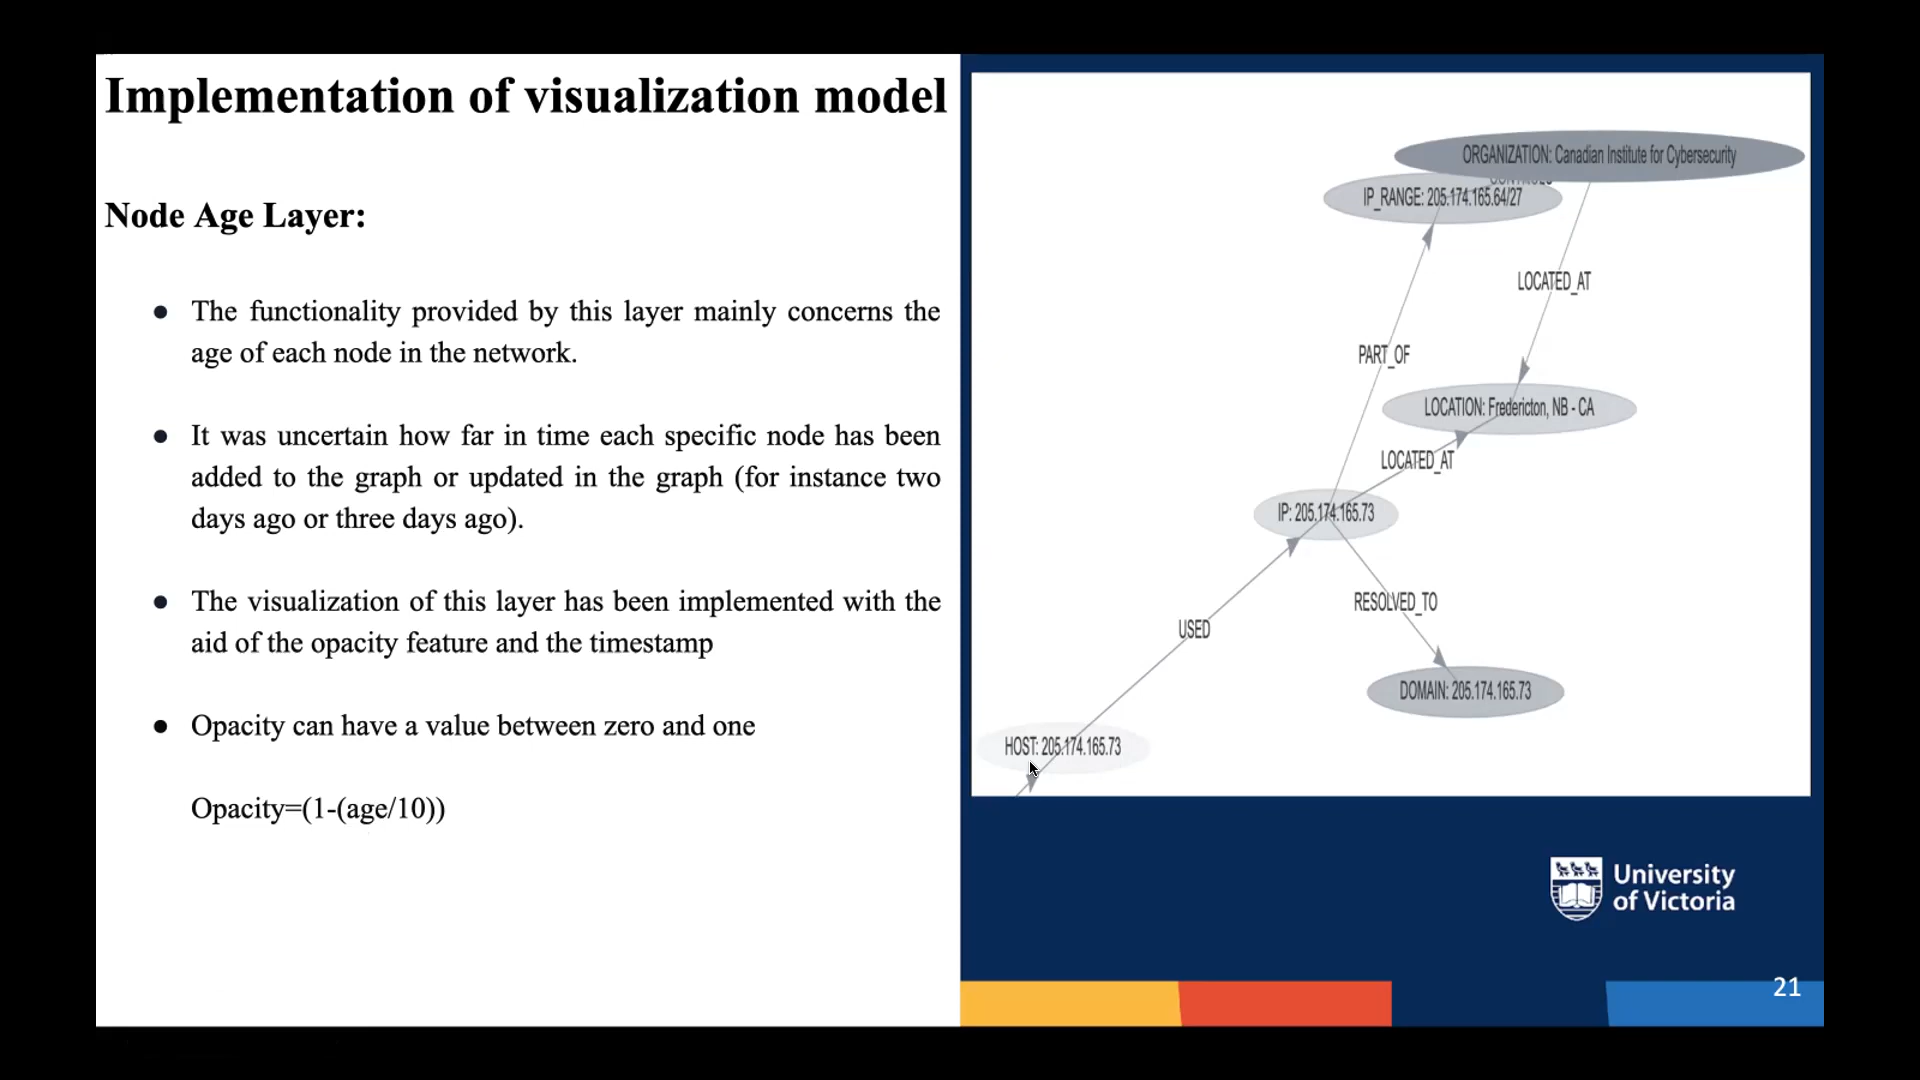 Implementation of visualization model
Node Age Layer:
● The functionality provided by this layer mainly concerns the
age of each node in the network.
● It was uncertain how far in time each specific node has been
added to the graph or updated in the graph (for instance two
days ago or three days ago).
● The visualization of this layer has been implemented with the
aid of the opacity feature and the timestamp
● Opacity can have a value between zero and one
Opacity=(1-(age/10))
ORGANIZATION: Canadian Institute for Cybersecurity
CONTROLS
IP_RANGE: 205.174.165.64/27
LOCATED_AT
PART_OF
LOCATION: Fredericton, NB - CA
LOCATED_AT
IP: 205.174.165.73
RESOLVED_TO
USED
DOMAIN: 205.174.165.73
HOST: 205.174.165.73
University
of Victoria
21